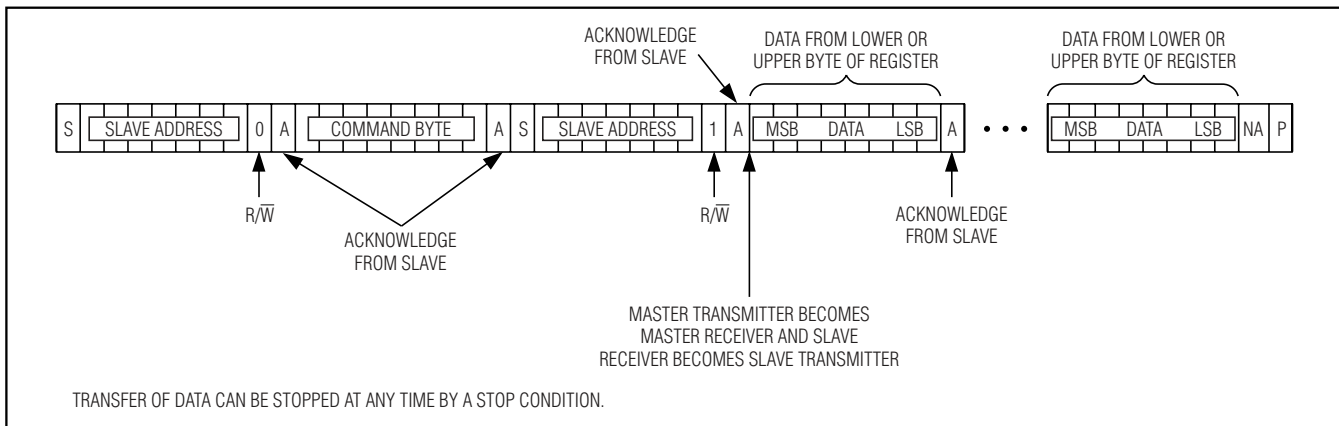 ACKNOWLEDGE
FROM SLAVE
DATA FROM LOWER OR
UPPER BYTE OF REGISTER
DATA FROM LOWER OR
UPPER BYTE OF REGISTER
S SLAVE ADDRESS 0 A COMMAND BYTE A S SLAVE ADDRESS 1 A MSB DATA LSB A • • • MSB DATA LSB NA P
R/W̅
ACKNOWLEDGE
FROM SLAVE
R/W̅
ACKNOWLEDGE
FROM SLAVE
MASTER TRANSMITTER BECOMES
MASTER RECEIVER AND SLAVE
RECEIVER BECOMES SLAVE TRANSMITTER
TRANSFER OF DATA CAN BE STOPPED AT ANY TIME BY A STOP CONDITION.